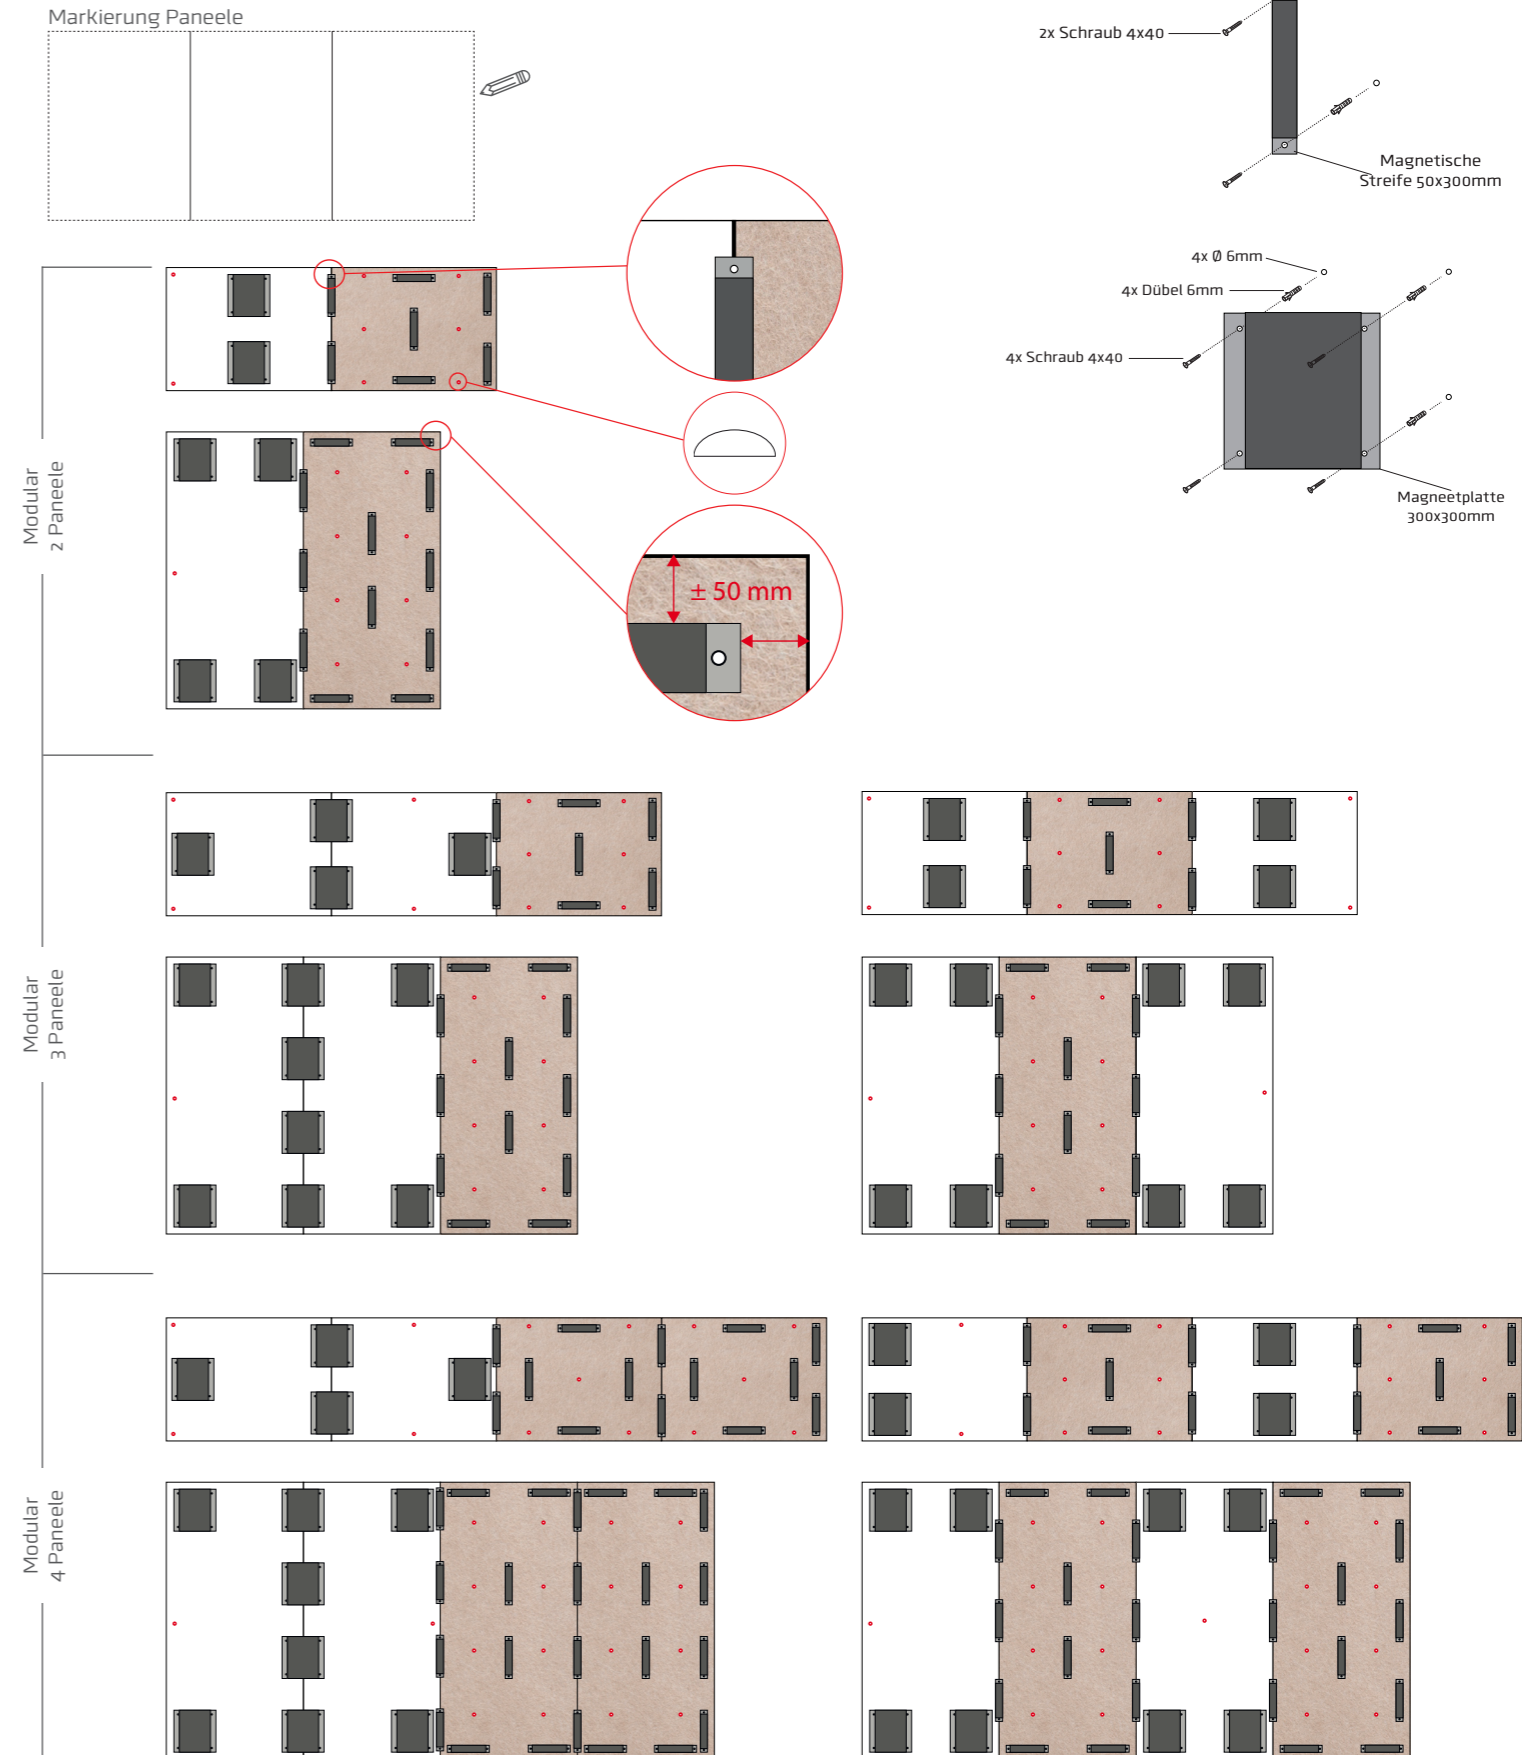 Markierung Paneele
2x Schraub 4x40
Magnetische
Streife 50x300mm
4x Ø 6mm
4x Dübel 6mm
4x Schraub 4x40
Magneetplatte
300x300mm
Modular
2 Paneele
± 50 mm
Modular
3 Paneele
Modular
4 Paneele